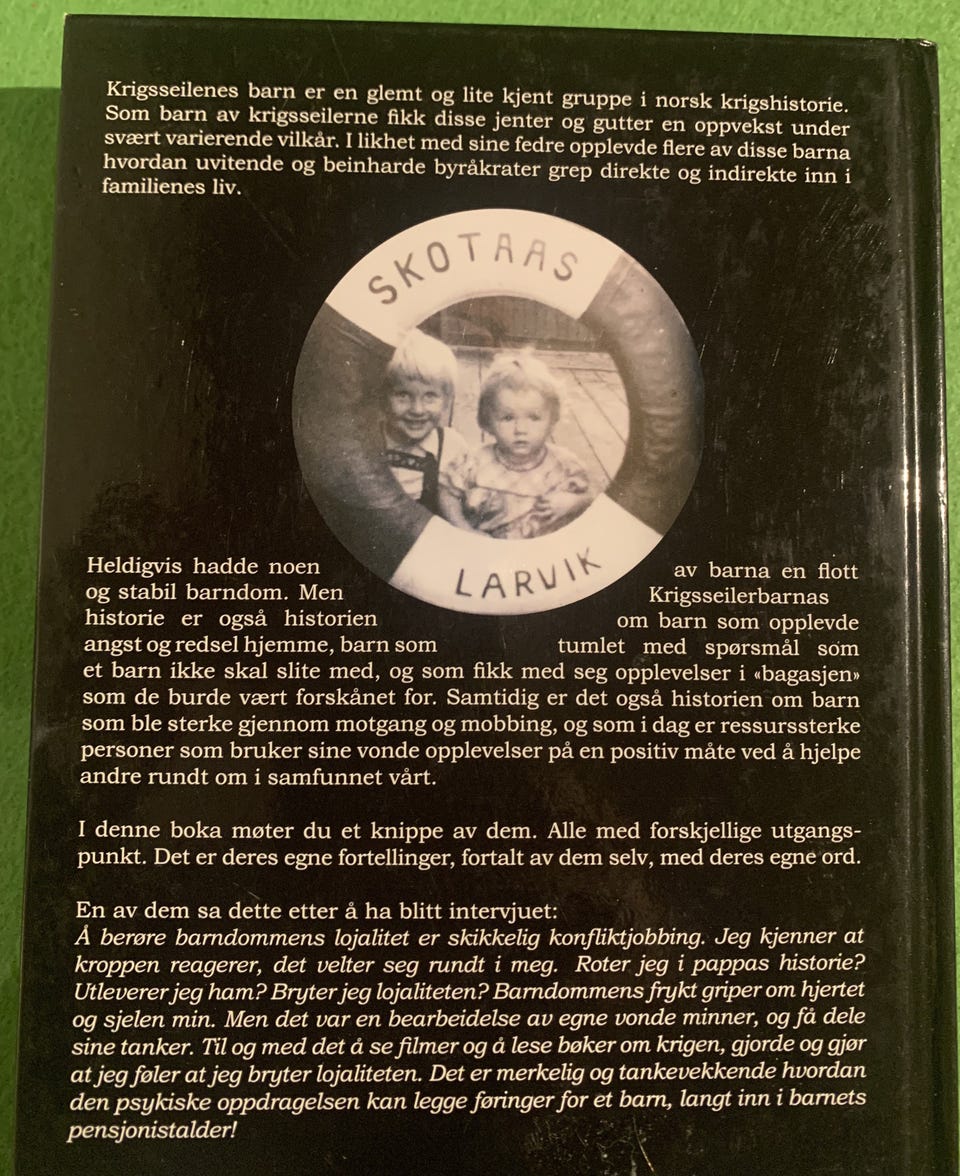 Krigsseilenes barn er en glemt og lite kjent gruppe i norsk krigshistorie.
Som barn av krigsseilerne fikk disse jenter og gutter en oppvekst under
svært varierende vilkår. I likhet med sine fedre opplevde flere av disse barna
hvordan uvitende og beinharde byråkrater grep direkte og indirekte inn i
familienes liv.
SKOTAAS
LARVIK
Heldigvis hadde noen av barna en flott
og stabil barndom. Men Krigsseilerbarnas
historie er også historien om barn som opplevde
angst og redsel hjemme, barn som tumlet med spørsmål som
et barn ikke skal slite med, og som fikk med seg opplevelser i «bagasjen»
som de burde vært forskånet for. Samtidig er det også historien om barn
som ble sterke gjennom motgang og mobbing, og som i dag er ressurssterke
personer som bruker sine vonde opplevelser på en positiv måte ved å hjelpe
andre rundt om i samfunnet vårt.
I denne boka møter du et knippe av dem. Alle med forskjellige utgangs-
punkt. Det er deres egne fortellinger, fortalt av dem selv, med deres egne ord.
En av dem sa dette etter å ha blitt intervjuet:
Å berøre barndommens lojalitet er skikkelig konfliktjobbing. Jeg kjenner at
kroppen reagerer, det velter seg rundt i meg. Roter jeg i pappas historie?
Utleverer jeg ham? Bryter jeg lojaliteten? Barndommens frykt griper om hjertet
og sjelen min. Men det var en bearbeidelse av egne vonde minner, og få dele
sine tanker. Til og med det å se filmer og å lese bøker om krigen, gjorde og gjør
at jeg føler at jeg bryter lojaliteten. Det er merkelig og tankevekkende hvordan
den psykiske oppdragelsen kan legge føringer for et barn, langt inn i barnets
pensjonistalder!